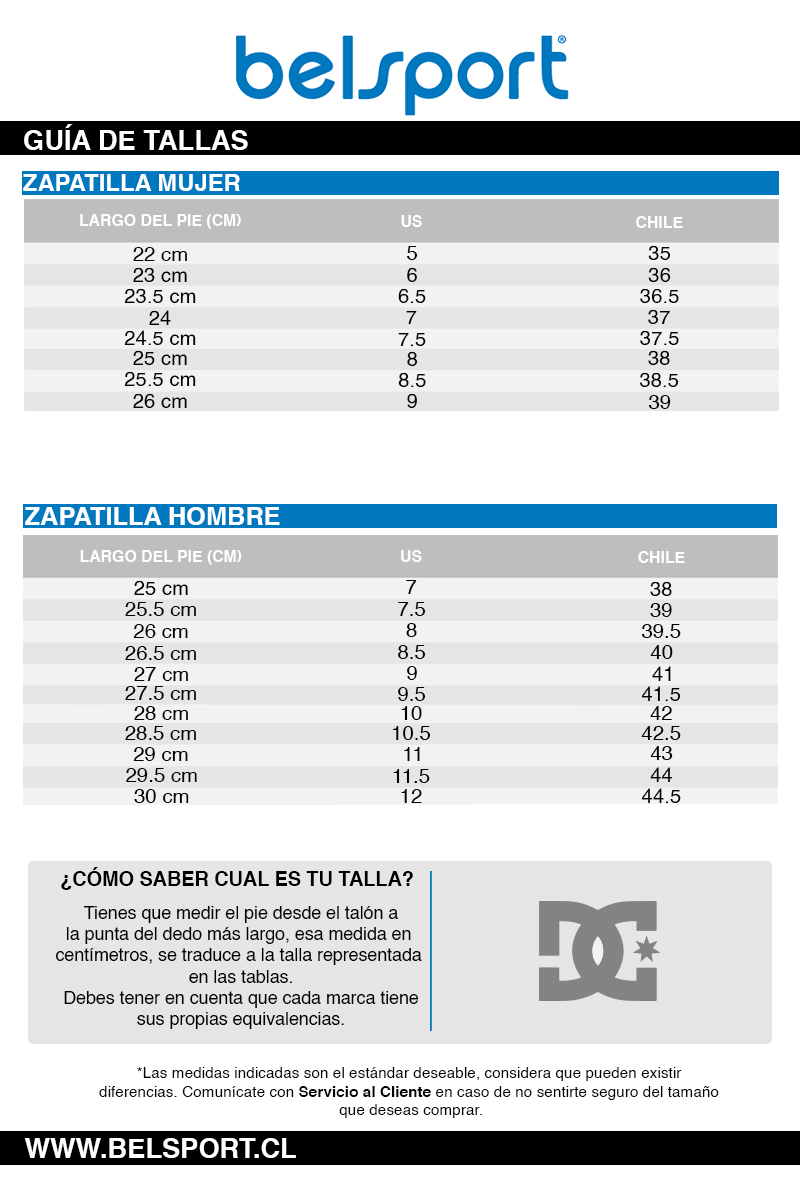 belsport®
GUÍA DE TALLAS
ZAPATILLA MUJER
LARGO DEL PIE (CM) US CHILE
22 cm 5 35
23 cm 6 36
23.5 cm 6.5 36.5
24 7 37
24.5 cm 7.5 37.5
25 cm 8 38
25.5 cm 8.5 38.5
26 cm 9 39
ZAPATILLA HOMBRE
LARGO DEL PIE (CM) US CHILE
25 cm 7 38
25.5 cm 7.5 39
26 cm 8 39.5
26.5 cm 8.5 40
27 cm 9 41
27.5 cm 9.5 41.5
28 cm 10 42
28.5 cm 10.5 42.5
29 cm 11 43
29.5 cm 11.5 44
30 cm 12 44.5
¿CÓMO SABER CUAL ES TU TALLA?
Tienes que medir el pie desde el talón a
la punta del dedo más largo, esa medida en
centímetros, se traduce a la talla representada
en las tablas.
Debes tener en cuenta que cada marca tiene
sus propias equivalencias.
DC
*Las medidas indicadas son el estándar deseable, considera que pueden existir
diferencias. Comunícate con Servicio al Cliente en caso de no sentirte seguro del tamaño
que deseas comprar.
WWW.BELSPORT.CL